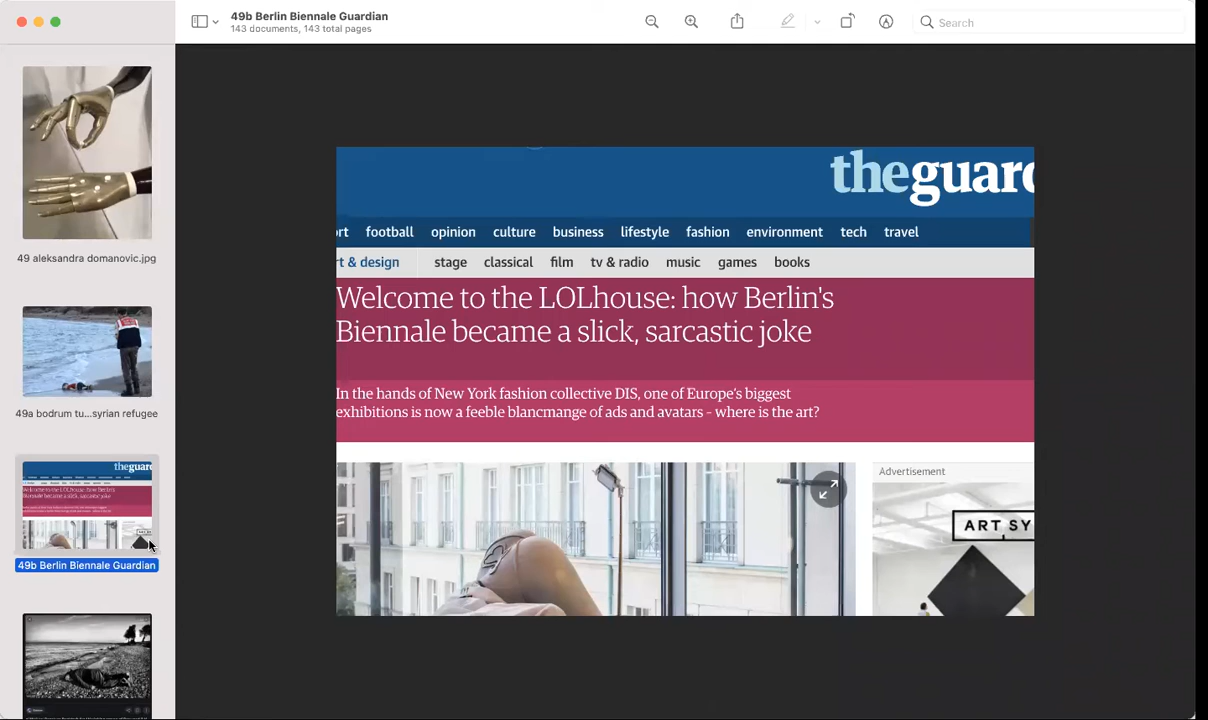 49b Berlin Biennale Guardian
143 documents, 143 total pages
Search
49 aleksandra domanovic.jpg
49a bodrum tu...syrian refugee
49b Berlin Biennale Guardian
theguard
rt football opinion culture business lifestyle fashion environment tech travel
rt & design stage classical film tv & radio music games books
Welcome to the LOLhouse: how Berlin's
Biennale became a slick, sarcastic joke
In the hands of New York fashion collective DIS, one of Europe's biggest
exhibitions is now a feeble blancmange of ads and avatars – where is the art?
Advertisement
ART SY